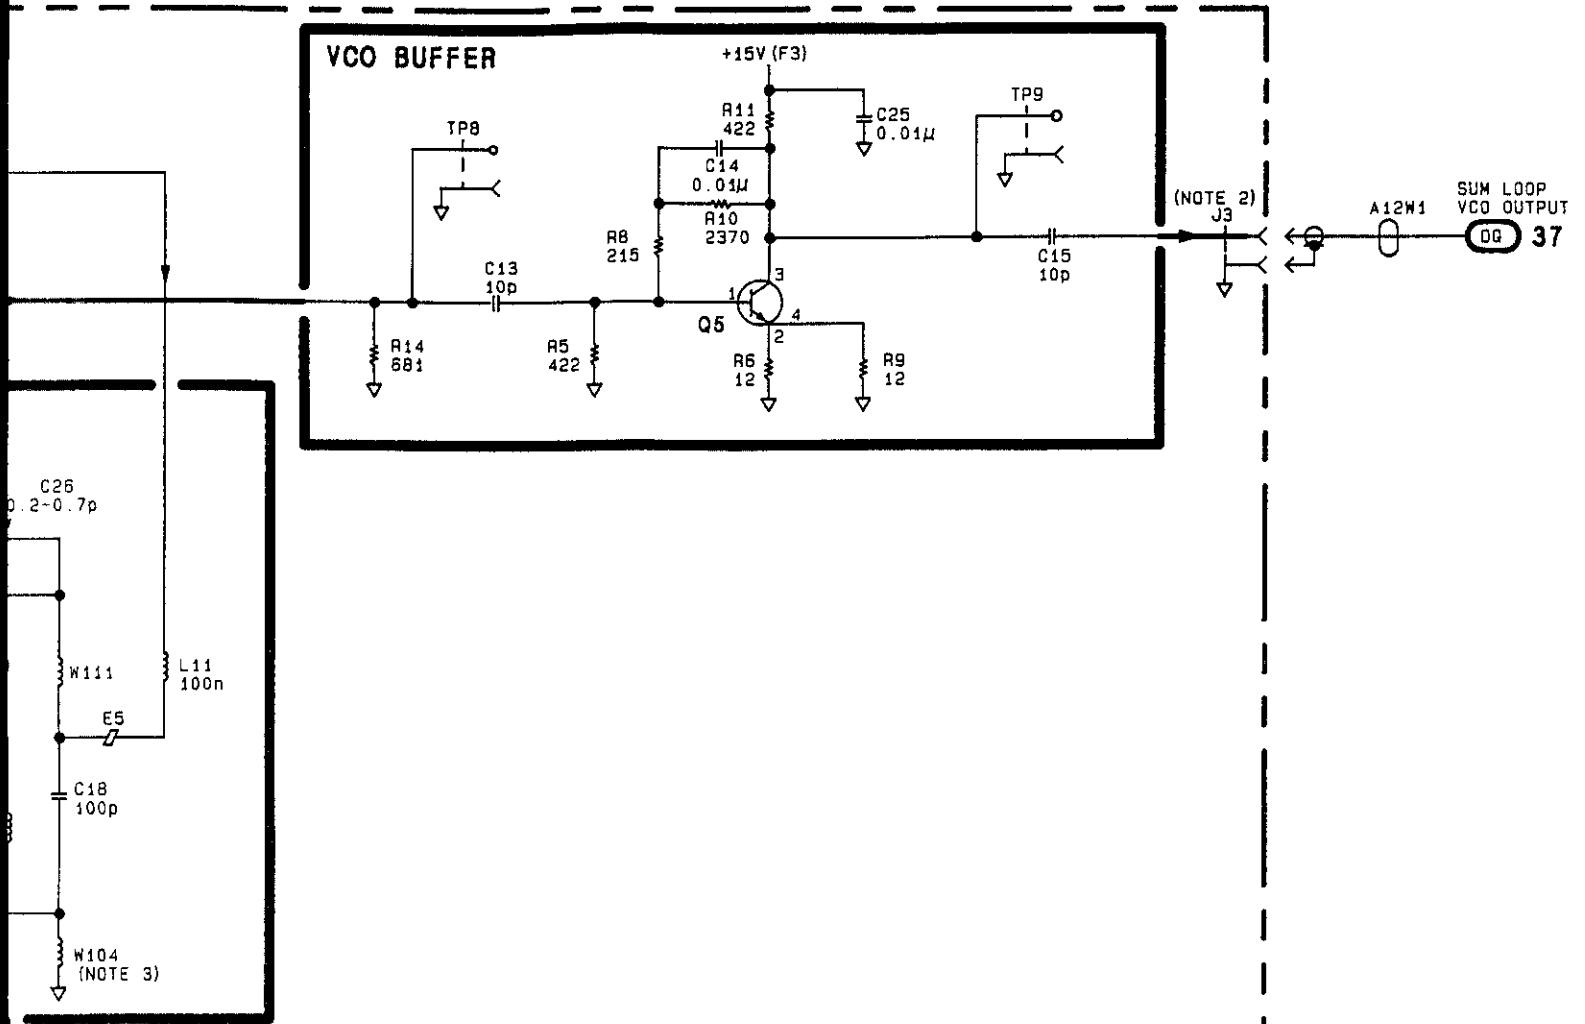 VCO BUFFER
+15V (F3)
TP8
R11
422
C25
0.01µ
TP9
C14
0.01µ
R10
2370
R8
215
C13
10p
1
3
4
2
Q5
R14
681
R5
422
R6
12
R9
12
C15
10p
(NOTE 2)
J3
A12W1
SUM LOOP
VCO OUTPUT
DG 37
C26
0.2-0.7p
W111
L11
100n
E5
C18
100p
W104
(NOTE 3)